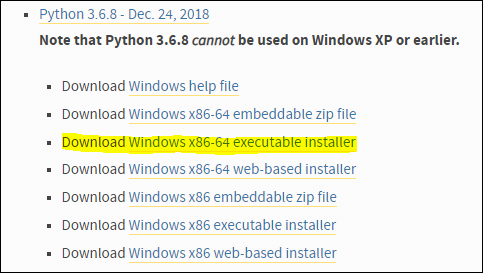 Python 3.6.8 - Dec. 24, 2018
Note that Python 3.6.8 cannot be used on Windows XP or earlier.
Download Windows help file
Download Windows x86-64 embeddable zip file
Download Windows x86-64 executable installer
Download Windows x86-64 web-based installer
Download Windows x86 embeddable zip file
Download Windows x86 executable installer
Download Windows x86 web-based installer